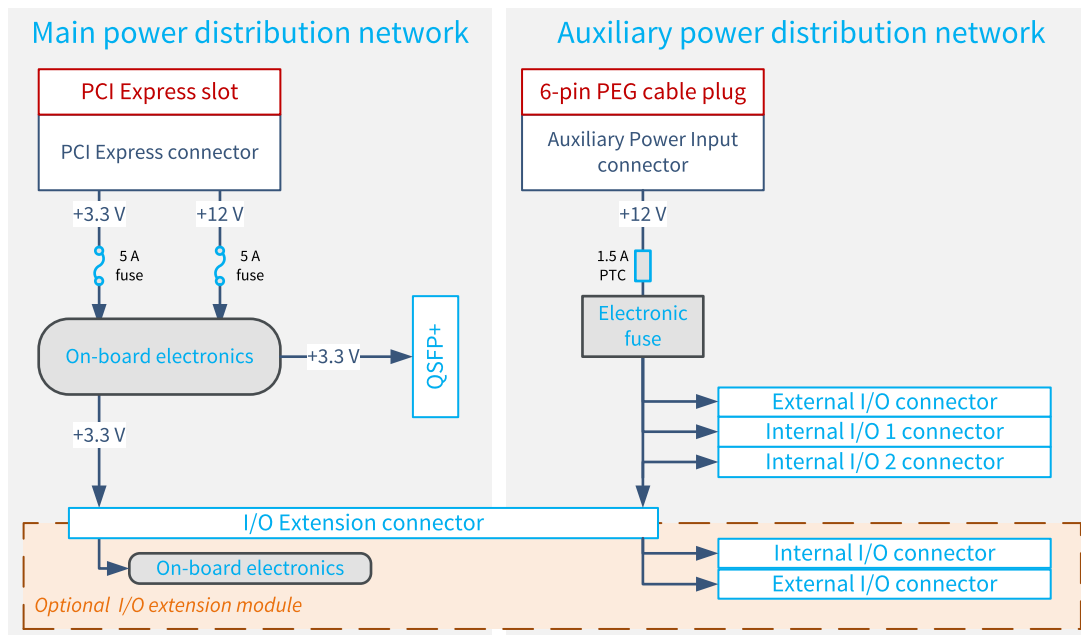 Main power distribution network
PCI Express slot
PCI Express connector
+3.3 V
+12 V
5 A
fuse
5 A
fuse
On-board electronics
+3.3 V
QSFP+
+3.3 V
Auxiliary power distribution network
6-pin PEG cable plug
Auxiliary Power Input
connector
+12 V
1.5 A
PTC
Electronic
fuse
External I/O connector
Internal I/O 1 connector
Internal I/O 2 connector
I/O Extension connector
On-board electronics
Optional I/O extension module
Internal I/O connector
External I/O connector